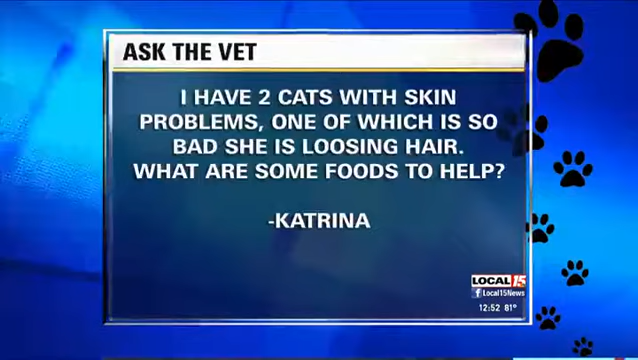 ASK THE VET
I HAVE 2 CATS WITH SKIN
PROBLEMS, ONE OF WHICH IS SO
BAD SHE IS LOOSING HAIR.
WHAT ARE SOME FOODS TO HELP?
-KATRINA
LOCAL 15
f Local15News
12:52 81°